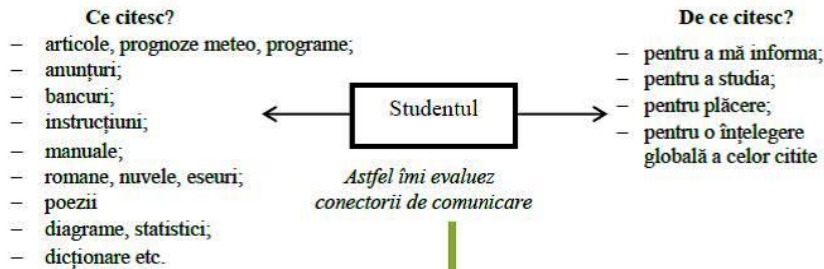 Ce citesc?
– articole, prognoze meteo, programe;
– anunțuri;
– bancuri;
– instrucțiuni;
– manuale;
– romane, nuvele, eseuri;
– poezii
– diagrame, statistici;
– dicționare etc.
Studentul
Astfel îmi evaluez
conectorii de comunicare
De ce citesc?
– pentru a mă informa;
– pentru a studia;
– pentru plăcere;
– pentru o înțelegere
globală a celor citite